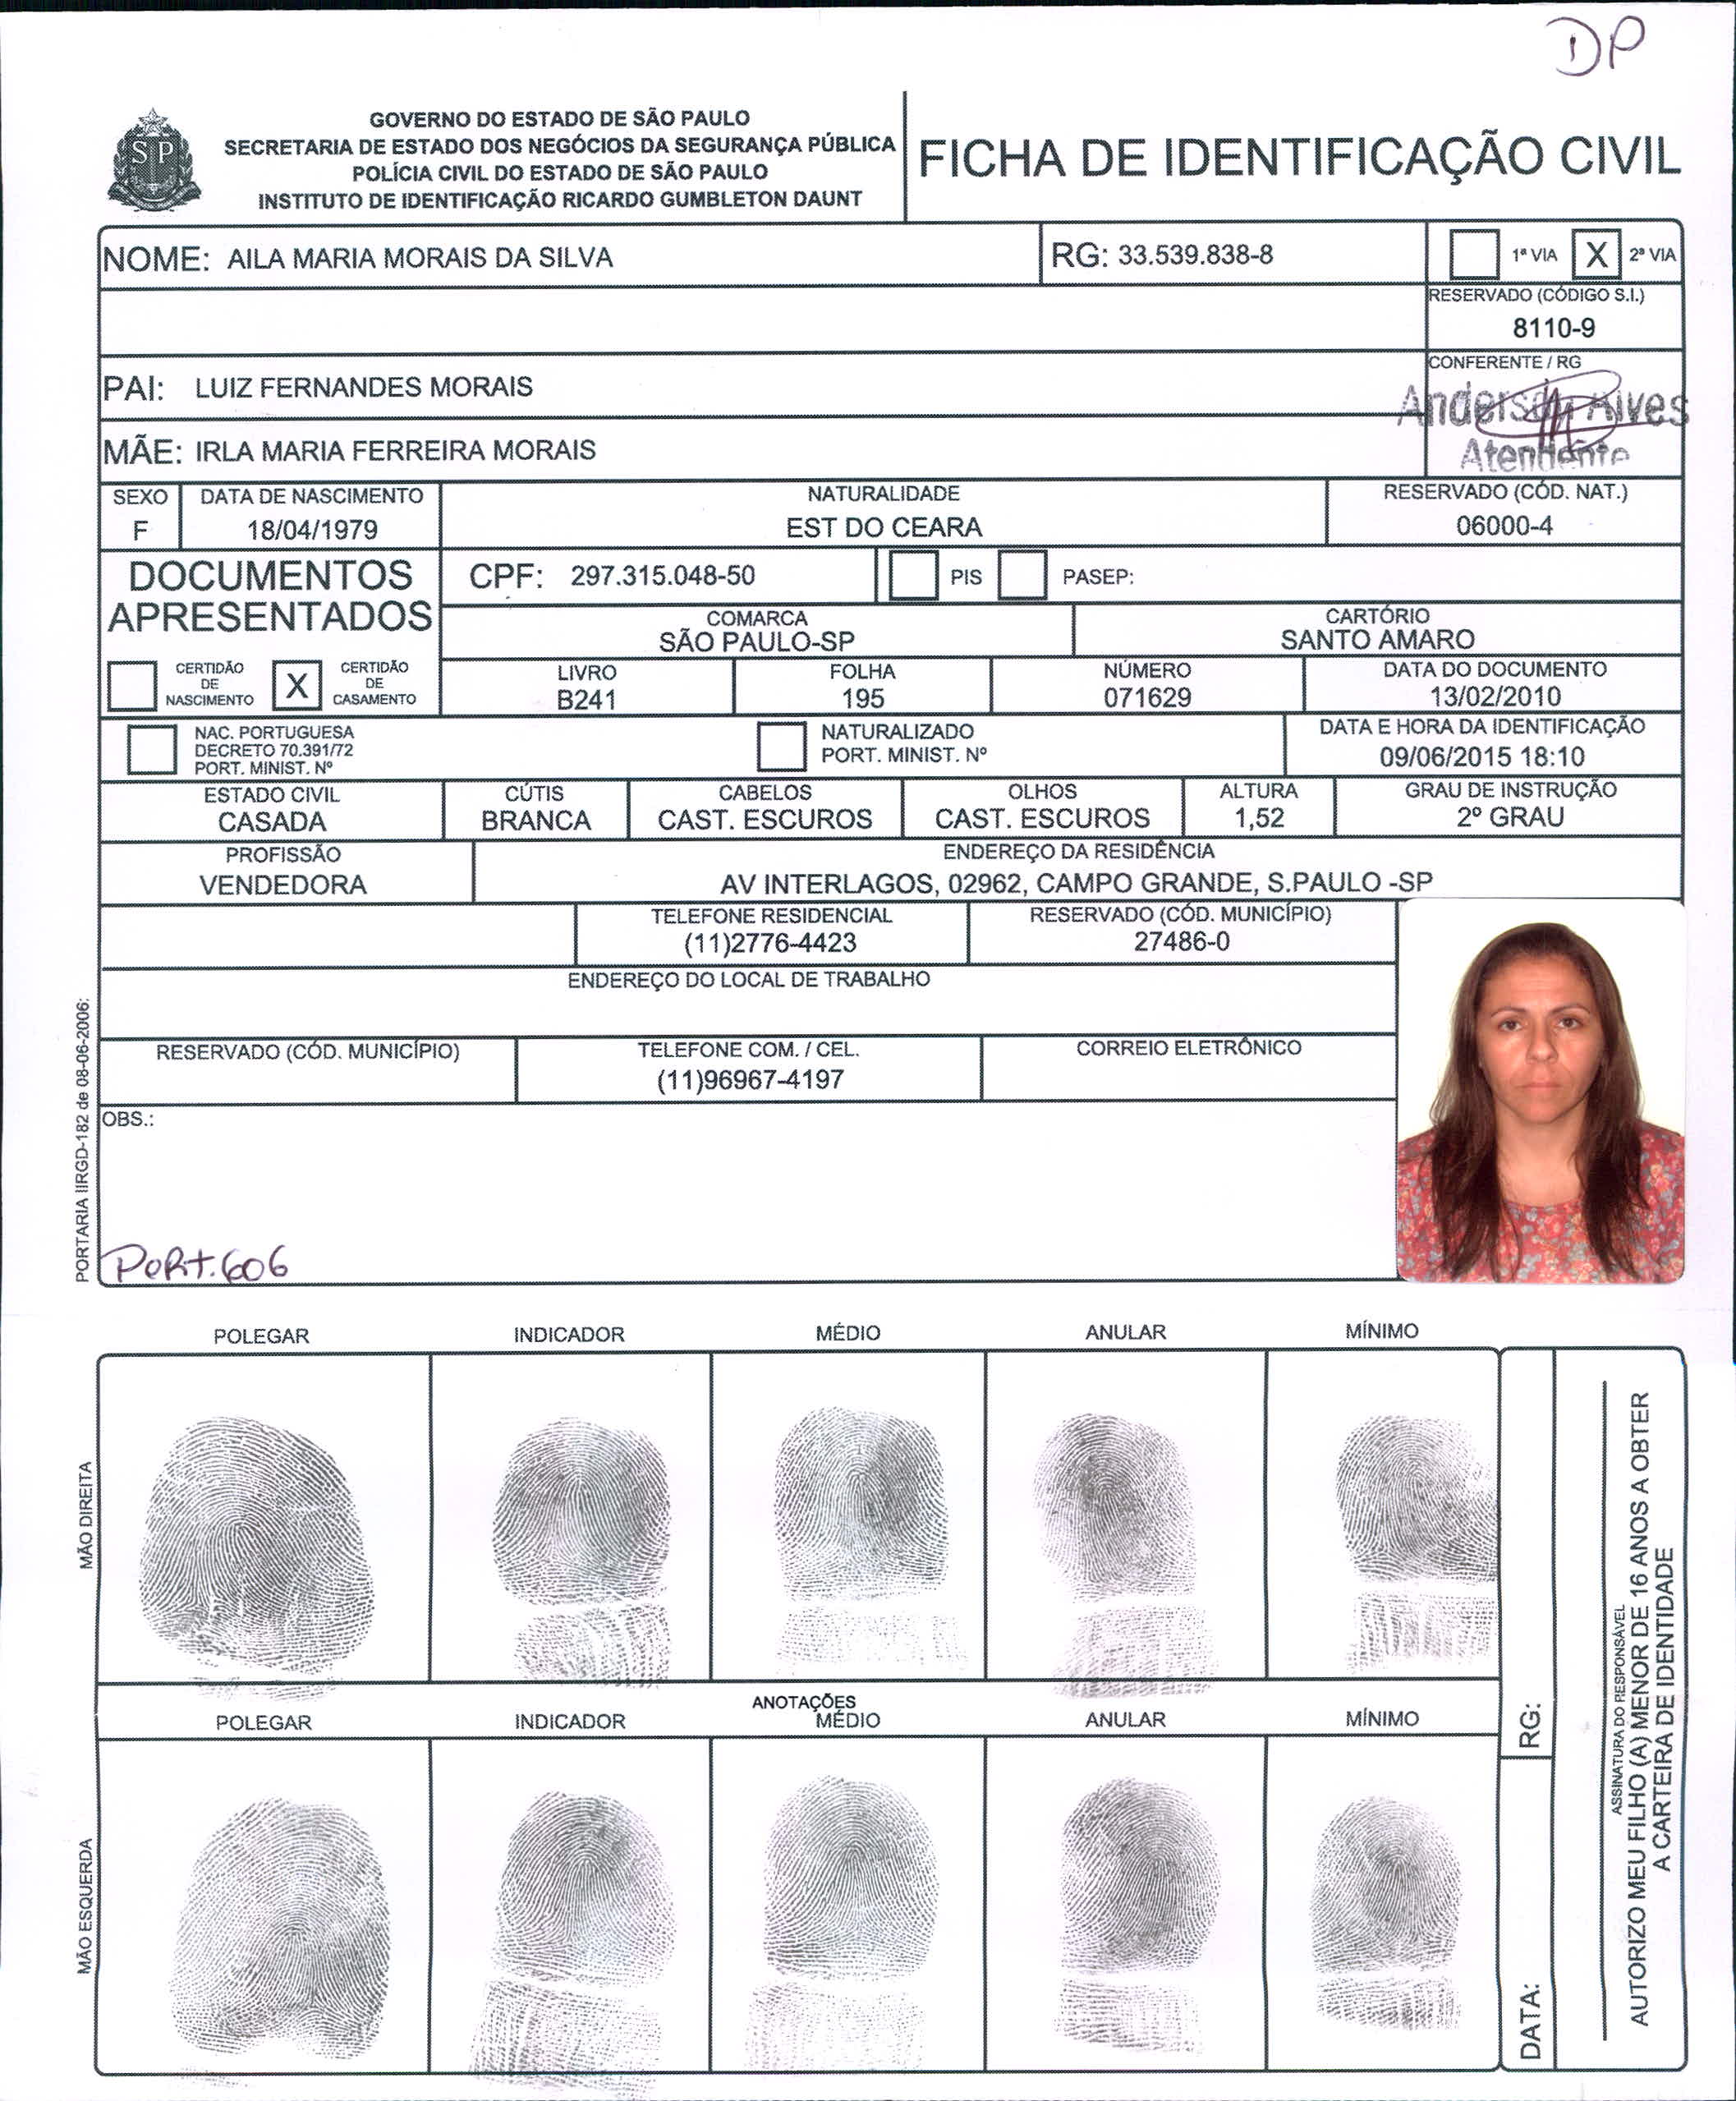 DP
GOVERNO DO ESTADO DE SÃO PAULO
SECRETARIA DE ESTADO DOS NEGÓCIOS DA SEGURANÇA PÚBLICA
POLÍCIA CIVIL DO ESTADO DE SÃO PAULO
INSTITUTO DE IDENTIFICAÇÃO RICARDO GUMBLETON DAUNT
SP
FICHA DE IDENTIFICAÇÃO CIVIL
NOME: AILA MARIA MORAIS DA SILVA
RG: 33.539.838-8
1ª VIA X 2ª VIA
RESERVADO (CÓDIGO S.I.)
8110-9
PAI: LUIZ FERNANDES MORAIS
CONFERENTE / RG
Anderson Alves
Atendente
MÃE: IRLA MARIA FERREIRA MORAIS
SEXO
F
DATA DE NASCIMENTO
18/04/1979
NATURALIDADE
EST DO CEARA
RESERVADO (CÓD. NAT.)
06000-4
DOCUMENTOS
APRESENTADOS
CPF: 297.315.048-50
PIS
PASEP:
COMARCA
SÃO PAULO-SP
CARTÓRIO
SANTO AMARO
CERTIDÃO
DE
NASCIMENTO
X
CERTIDÃO
DE
CASAMENTO
LIVRO
B241
FOLHA
195
NÚMERO
071629
DATA DO DOCUMENTO
13/02/2010
NAC. PORTUGUESA
DECRETO 70.391/72
PORT. MINIST. Nº
NATURALIZADO
PORT. MINIST. Nº
DATA E HORA DA IDENTIFICAÇÃO
09/06/2015 18:10
ESTADO CIVIL
CASADA
CÚTIS
BRANCA
CABELOS
CAST. ESCUROS
OLHOS
CAST. ESCUROS
ALTURA
1,52
GRAU DE INSTRUÇÃO
2º GRAU
PROFISSÃO
VENDEDORA
ENDEREÇO DA RESIDÊNCIA
AV INTERLAGOS, 02962, CAMPO GRANDE, S.PAULO -SP
TELEFONE RESIDENCIAL
(11)2776-4423
RESERVADO (CÓD. MUNICÍPIO)
27486-0
ENDEREÇO DO LOCAL DE TRABALHO
RESERVADO (CÓD. MUNICÍPIO)
TELEFONE COM. / CEL.
(11)96967-4197
CORREIO ELETRÔNICO
OBS.:
PORT.606
PORTARIA IIRGD-182 de 08-06-2006:
POLEGAR INDICADOR MÉDIO ANULAR MÍNIMO
MÃO DIREITA
ANOTAÇÕES
POLEGAR INDICADOR MÉDIO ANULAR MÍNIMO
MÃO ESQUERDA
RG:
DATA:
ASSINATURA DO RESPONSÁVEL
AUTORIZO MEU FILHO (A) MENOR DE 16 ANOS A OBTER
A CARTEIRA DE IDENTIDADE